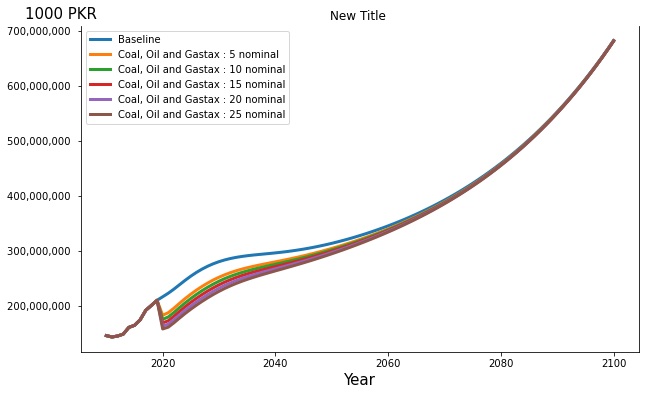 1000 PKR
New Title
700,000,000
600,000,000
500,000,000
400,000,000
300,000,000
200,000,000
Baseline
Coal, Oil and Gastax : 5 nominal
Coal, Oil and Gastax : 10 nominal
Coal, Oil and Gastax : 15 nominal
Coal, Oil and Gastax : 20 nominal
Coal, Oil and Gastax : 25 nominal
2020 2040 2060 2080 2100
Year